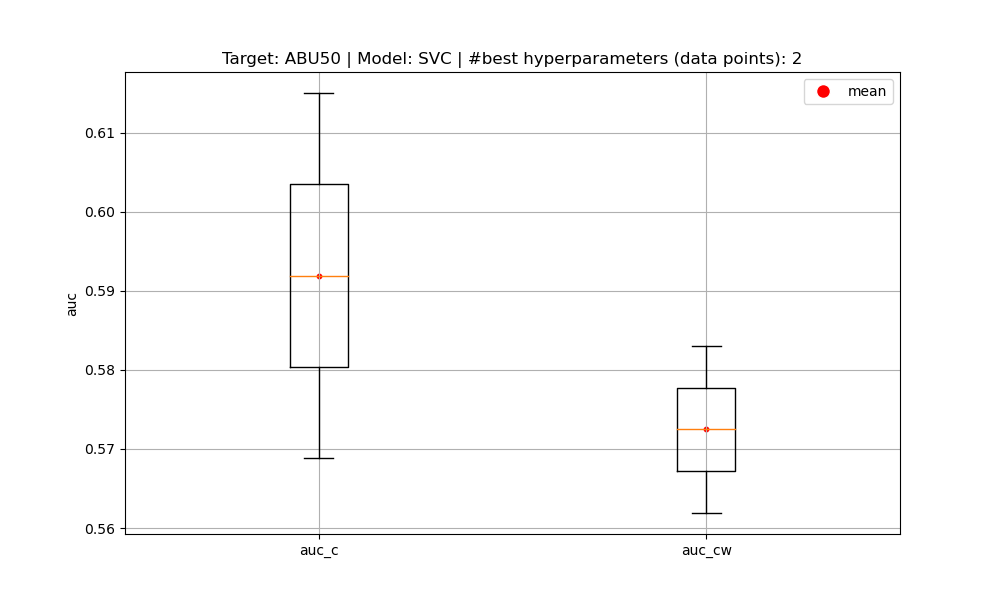 Target: ABU50 | Model: SVC | #best hyperparameters (data points): 2
mean
0.61
0.60
0.59
0.58
0.57
0.56
auc
auc_c
auc_cw